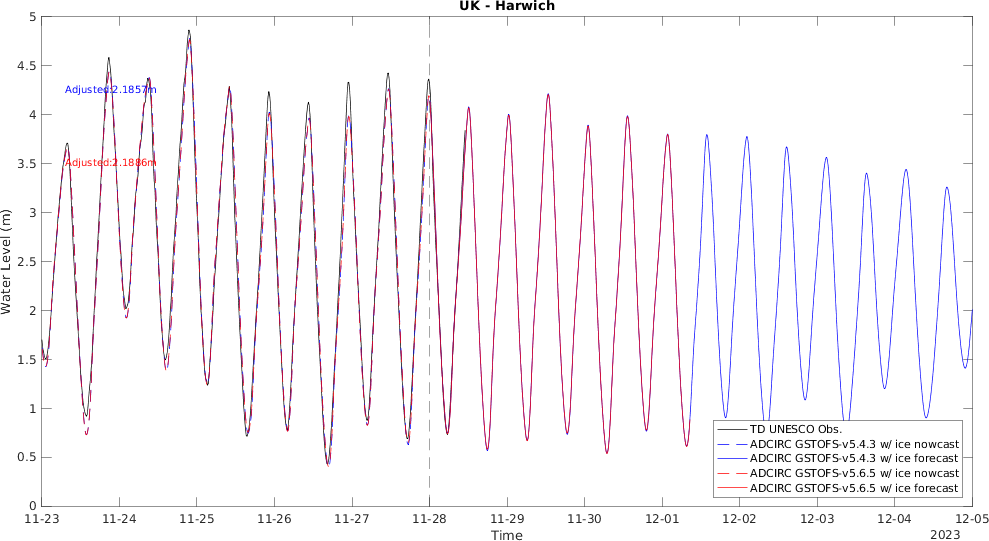 UK - Harwich
5
4.5
4
3.5
3
2.5
2
1.5
1
0.5
0
Water Level (m)
Adjusted:2.1857m
Adjusted:2.1886m
TD UNESCO Obs.
ADCIRC GSTOFS-v5.4.3 w/ ice nowcast
ADCIRC GSTOFS-v5.4.3 w/ ice forecast
ADCIRC GSTOFS-v5.6.5 w/ ice nowcast
ADCIRC GSTOFS-v5.6.5 w/ ice forecast
11-23 11-24 11-25 11-26 11-27 11-28 11-29 11-30 12-01 12-02 12-03 12-04 12-05
Time
2023